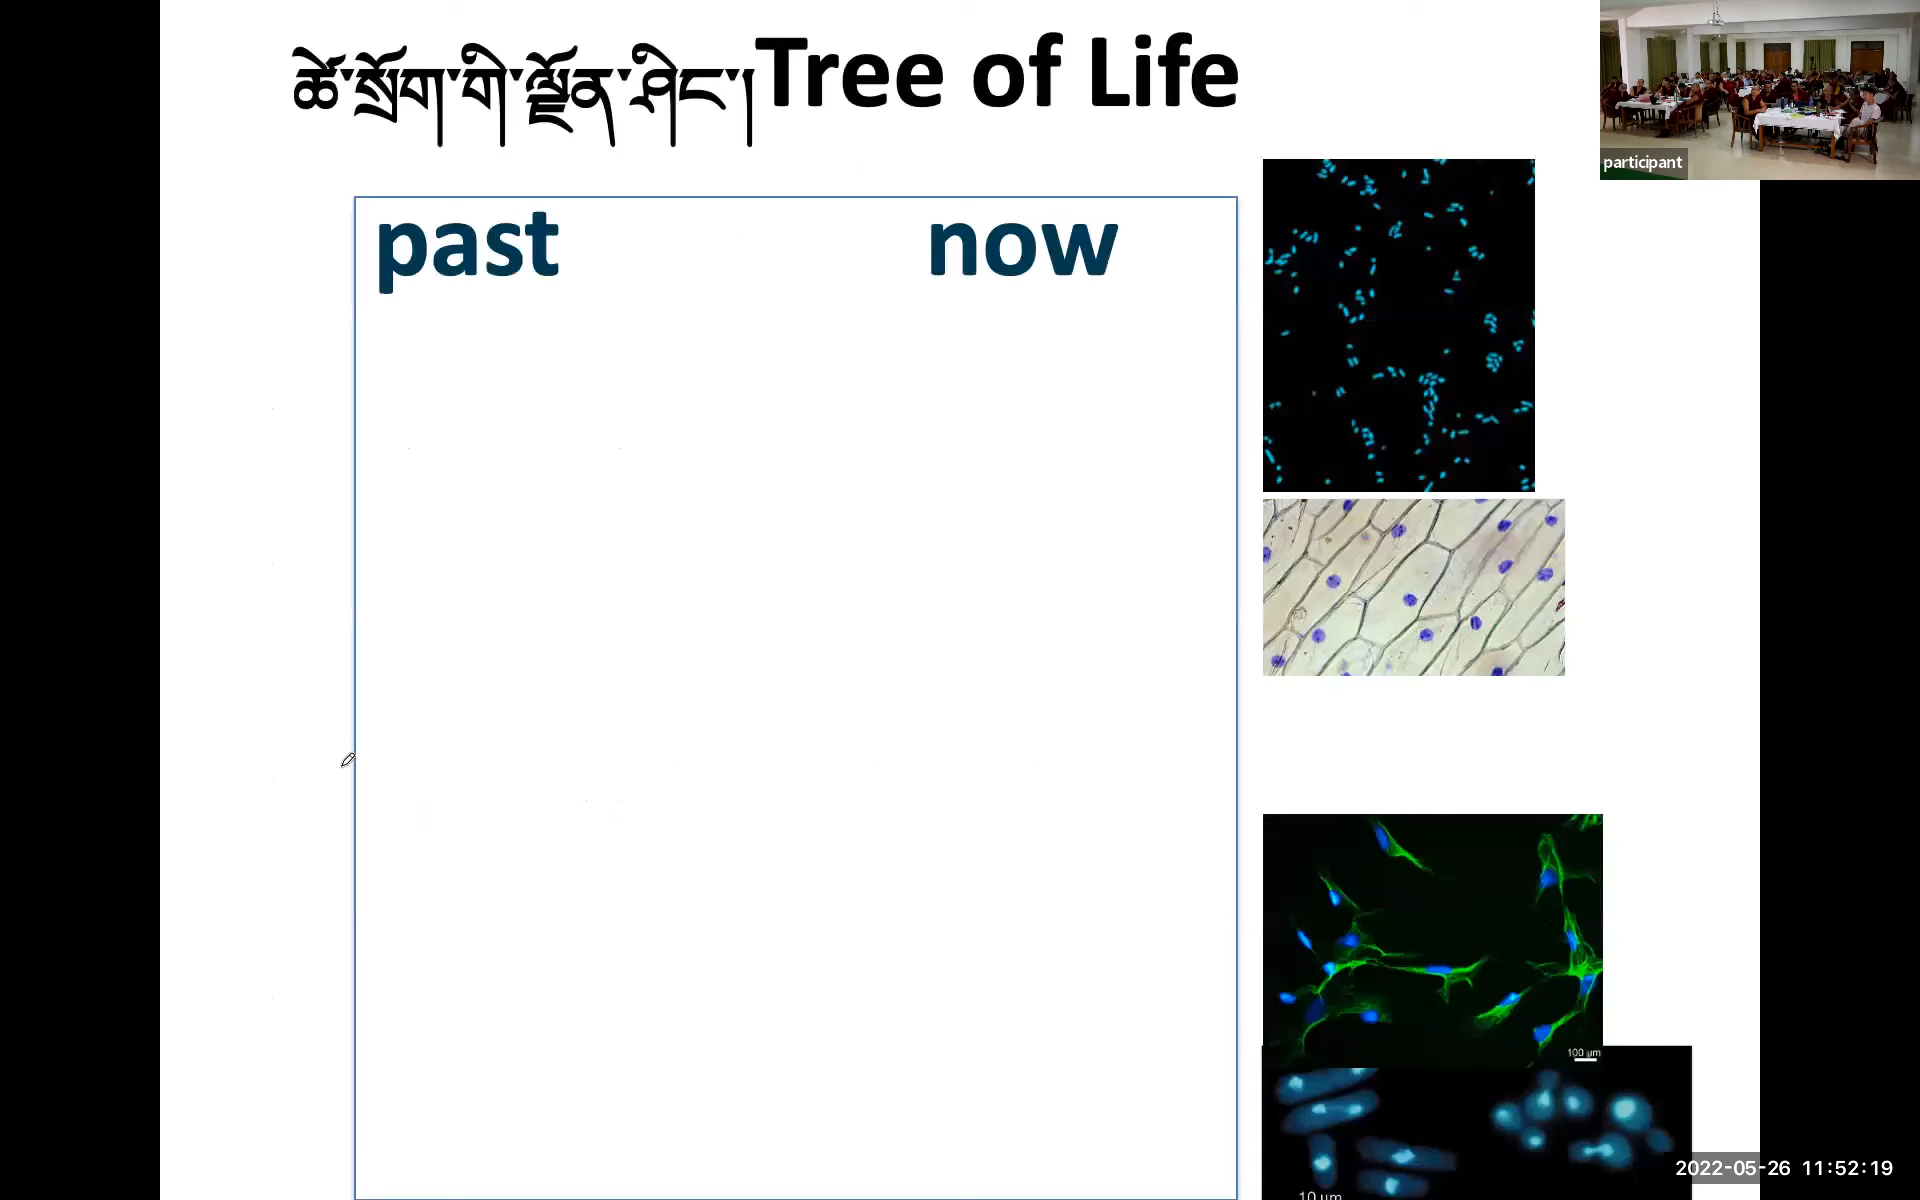 ཚེ་སྲོག་གི་ལྗོན་ཤིང་།Tree of Life
participant
past now
100 µm
10 µm
2022-05-26 11:52:19